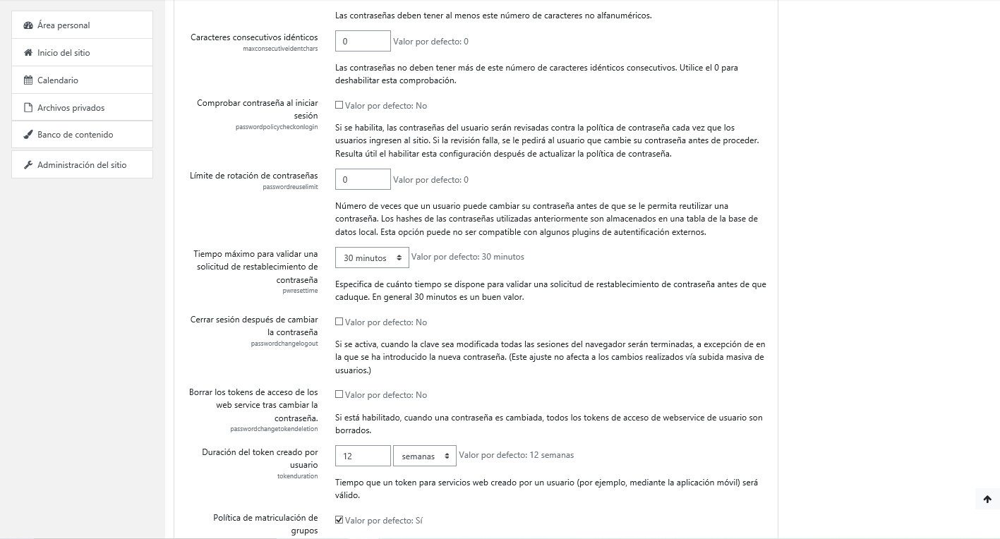 Área personal
Inicio del sitio
Calendario
Archivos privados
Banco de contenido
Administración del sitio
Las contraseñas deben tener al menos este número de caracteres no alfanuméricos.
Caracteres consecutivos idénticos
maxconsecutiveidentchars
0 Valor por defecto: 0
Las contraseñas no deben tener más de este número de caracteres idénticos consecutivos. Utilice el 0 para
deshabilitar esta comprobación.
Comprobar contraseña al iniciar
sesión
passwordpolicycheckonlogin
Valor por defecto: No
Si se habilita, las contraseñas del usuario serán revisadas contra la política de contraseña cada vez que los
usuarios ingresen al sitio. Si la revisión falla, se le pedirá al usuario que cambie su contraseña antes de proceder.
Resulta útil el habilitar esta configuración después de actualizar la política de contraseña.
Límite de rotación de contraseñas
passwordreuselimit
0 Valor por defecto: 0
Número de veces que un usuario puede cambiar su contraseña antes de que se le permita reutilizar una
contraseña. Los hashes de las contraseñas utilizadas anteriormente son almacenados en una tabla de la base de
datos local. Esta opción puede no ser compatible con algunos plugins de autentificación externos.
Tiempo máximo para validar una
solicitud de restablecimiento de
contraseña
pwresettime
30 minutos Valor por defecto: 30 minutos
Especifica de cuánto tiempo se dispone para validar una solicitud de restablecimiento de contraseña antes de que
caduque. En general 30 minutos es un buen valor.
Cerrar sesión después de cambiar
la contraseña
passwordchangelogout
Valor por defecto: No
Si se activa, cuando la clave sea modificada todas las sesiones del navegador serán terminadas, a excepción de en
la que se ha introducido la nueva contraseña. (Este ajuste no afecta a los cambios realizados vía subida masiva de
usuarios.)
Borrar los tokens de acceso de los
web service tras cambiar la
contraseña.
passwordchangetokendeletion
Valor por defecto: No
Si está habilitado, cuando una contraseña es cambiada, todos los tokens de acceso de webservice de usuario son
borrados.
Duración del token creado por
usuario
tokenduration
12 semanas Valor por defecto: 12 semanas
Tiempo que un token para servicios web creado por un usuario (por ejemplo, mediante la aplicación móvil) será
válido.
Política de matriculación de
grupos
Valor por defecto: Sí